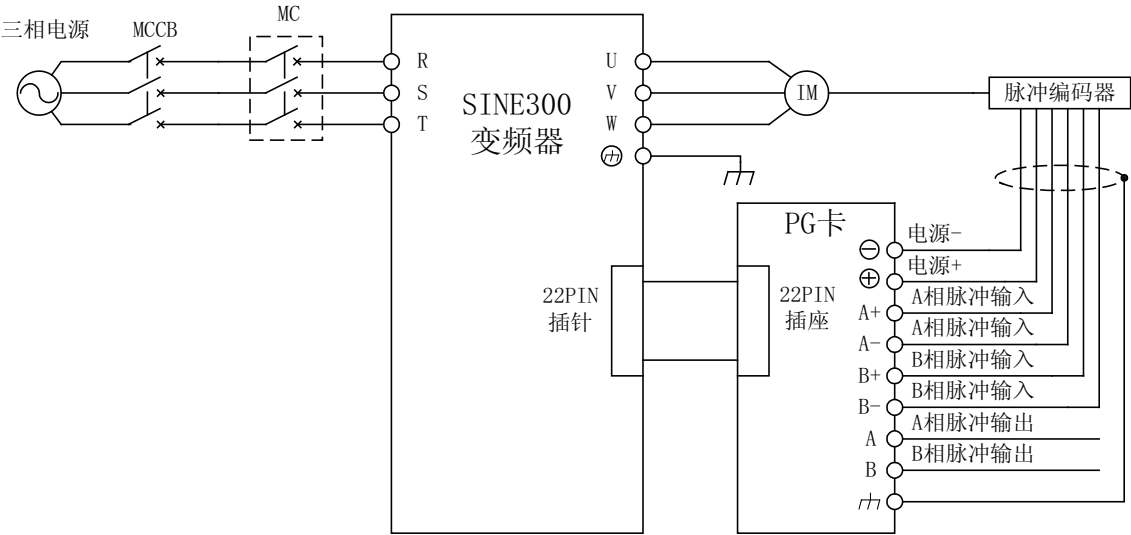 三相电源
MCCB
MC
R
S
T
SINE300
变频器
U
V
W
IM
脉冲编码器
22PIN
插针
PG卡
22PIN
插座
电源-
电源+
A+
A相脉冲输入
A-
A相脉冲输入
B+
B相脉冲输入
B-
B相脉冲输入
A
A相脉冲输出
B
B相脉冲输出